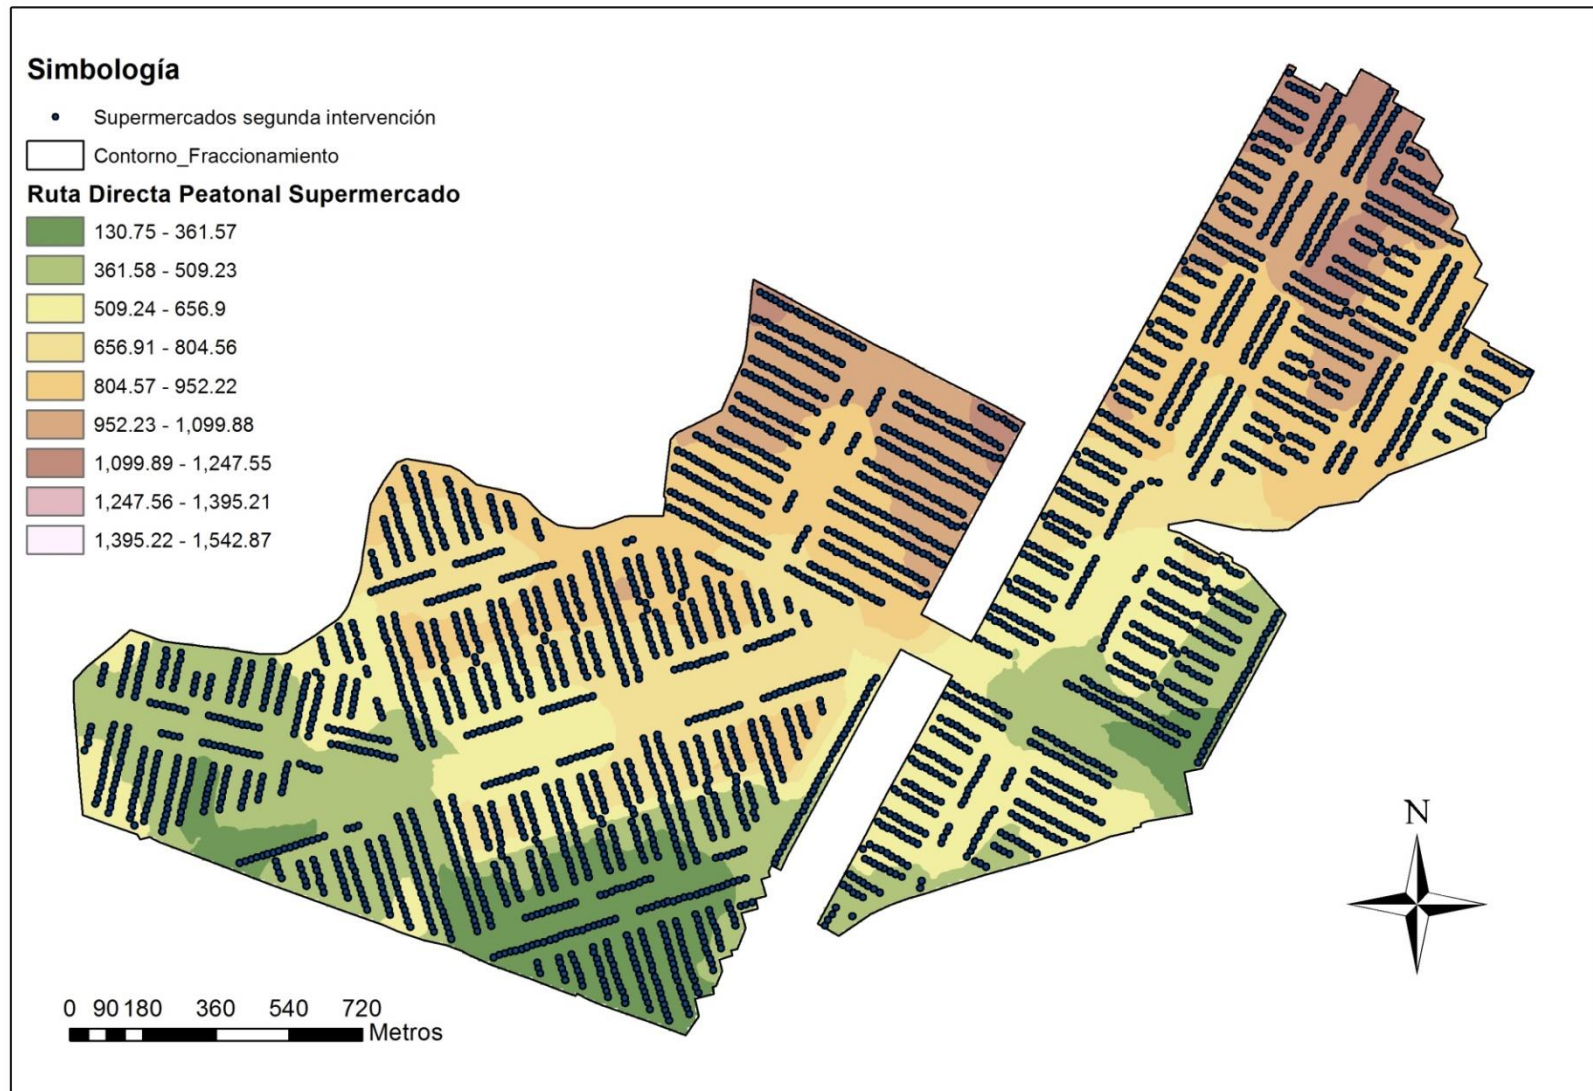 Simbología
Supermercados segunda intervención
Contorno_Fraccionamiento
Ruta Directa Peatonal Supermercado
130.75 - 361.57
361.58 - 509.23
509.24 - 656.9
656.91 - 804.56
804.57 - 952.22
952.23 - 1,099.88
1,099.89 - 1,247.55
1,247.56 - 1,395.21
1,395.22 - 1,542.87
N
0 90 180 360 540 720
Metros